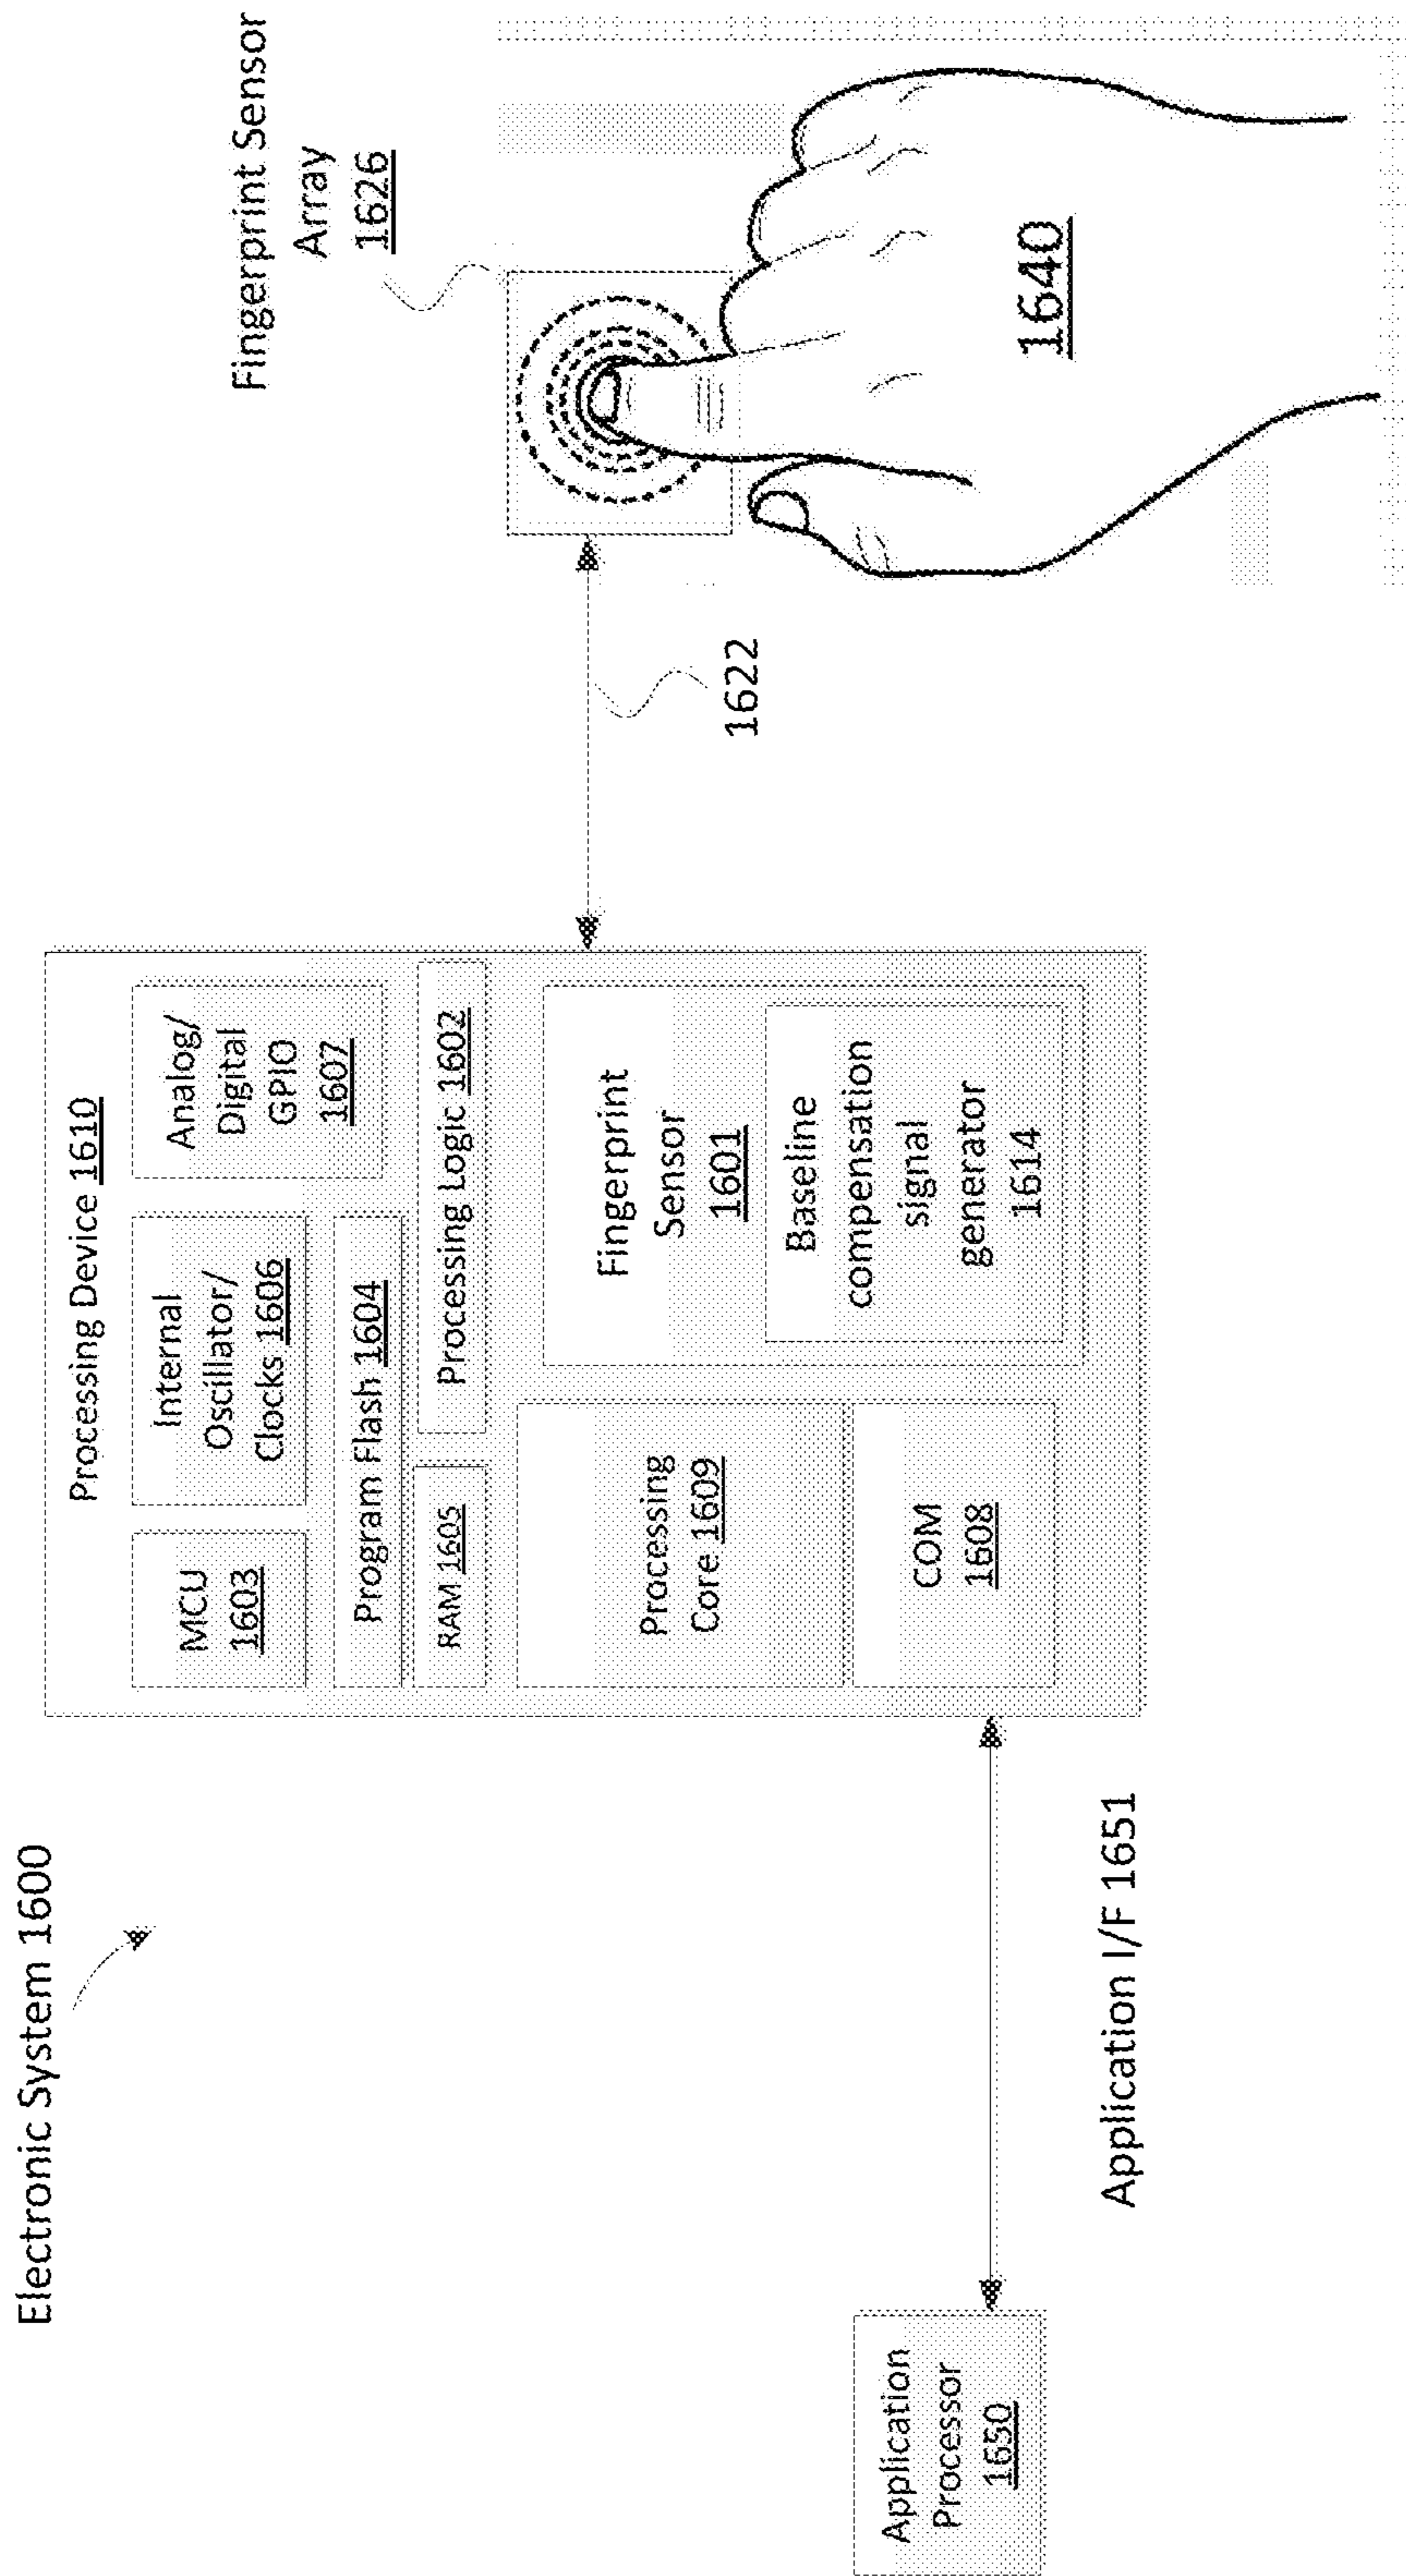 Electronic System 1600
Processing Device 1610
MCU
1603
Internal
Oscillator/
Clocks 1606
Analog/
Digital
GPIO
1607
Program Flash 1604
RAM 1605
Processing Logic 1602
Processing
Core 1609
COM
1608
Fingerprint
Sensor
1601
Baseline
compensation
signal
generator
1614
Application
Processor
1650
Application I/F 1651
1622
Fingerprint Sensor
Array
1626
1640